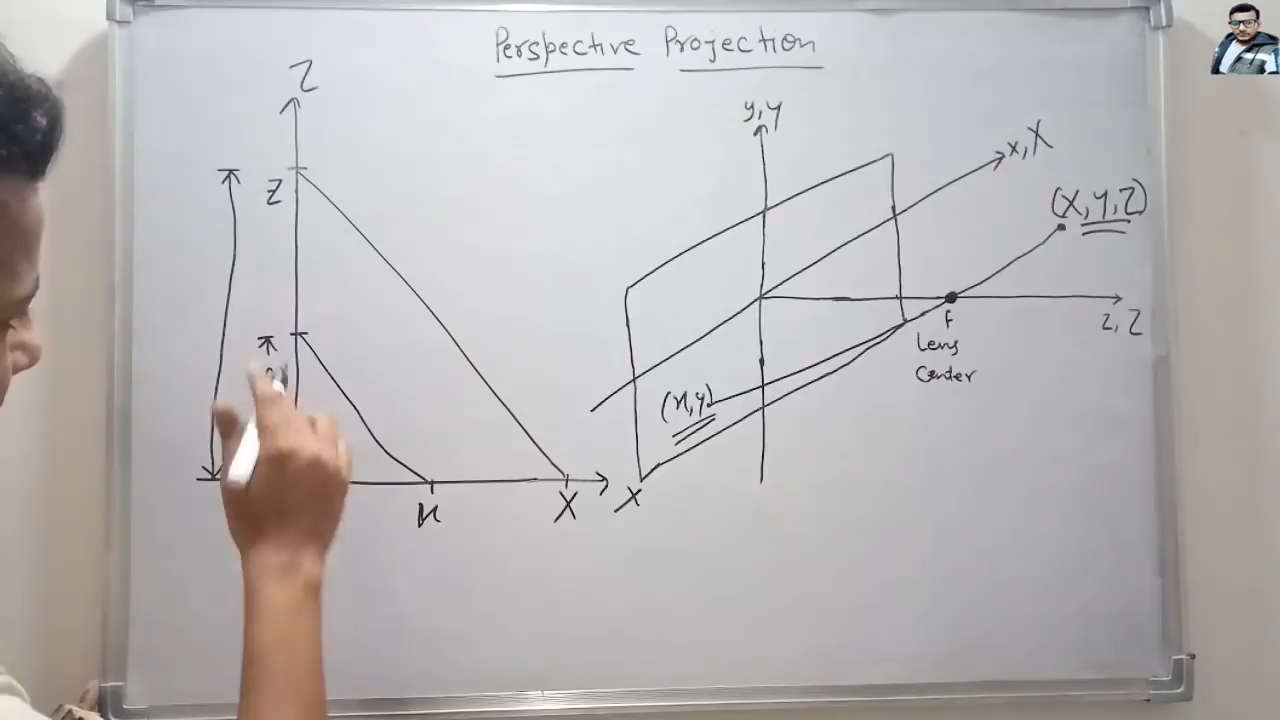 Perspective Projection
Z
y,y
x,X
Z
(X,Y,Z)
F
z,Z
Lens
Center
(x,y)
x
X
X